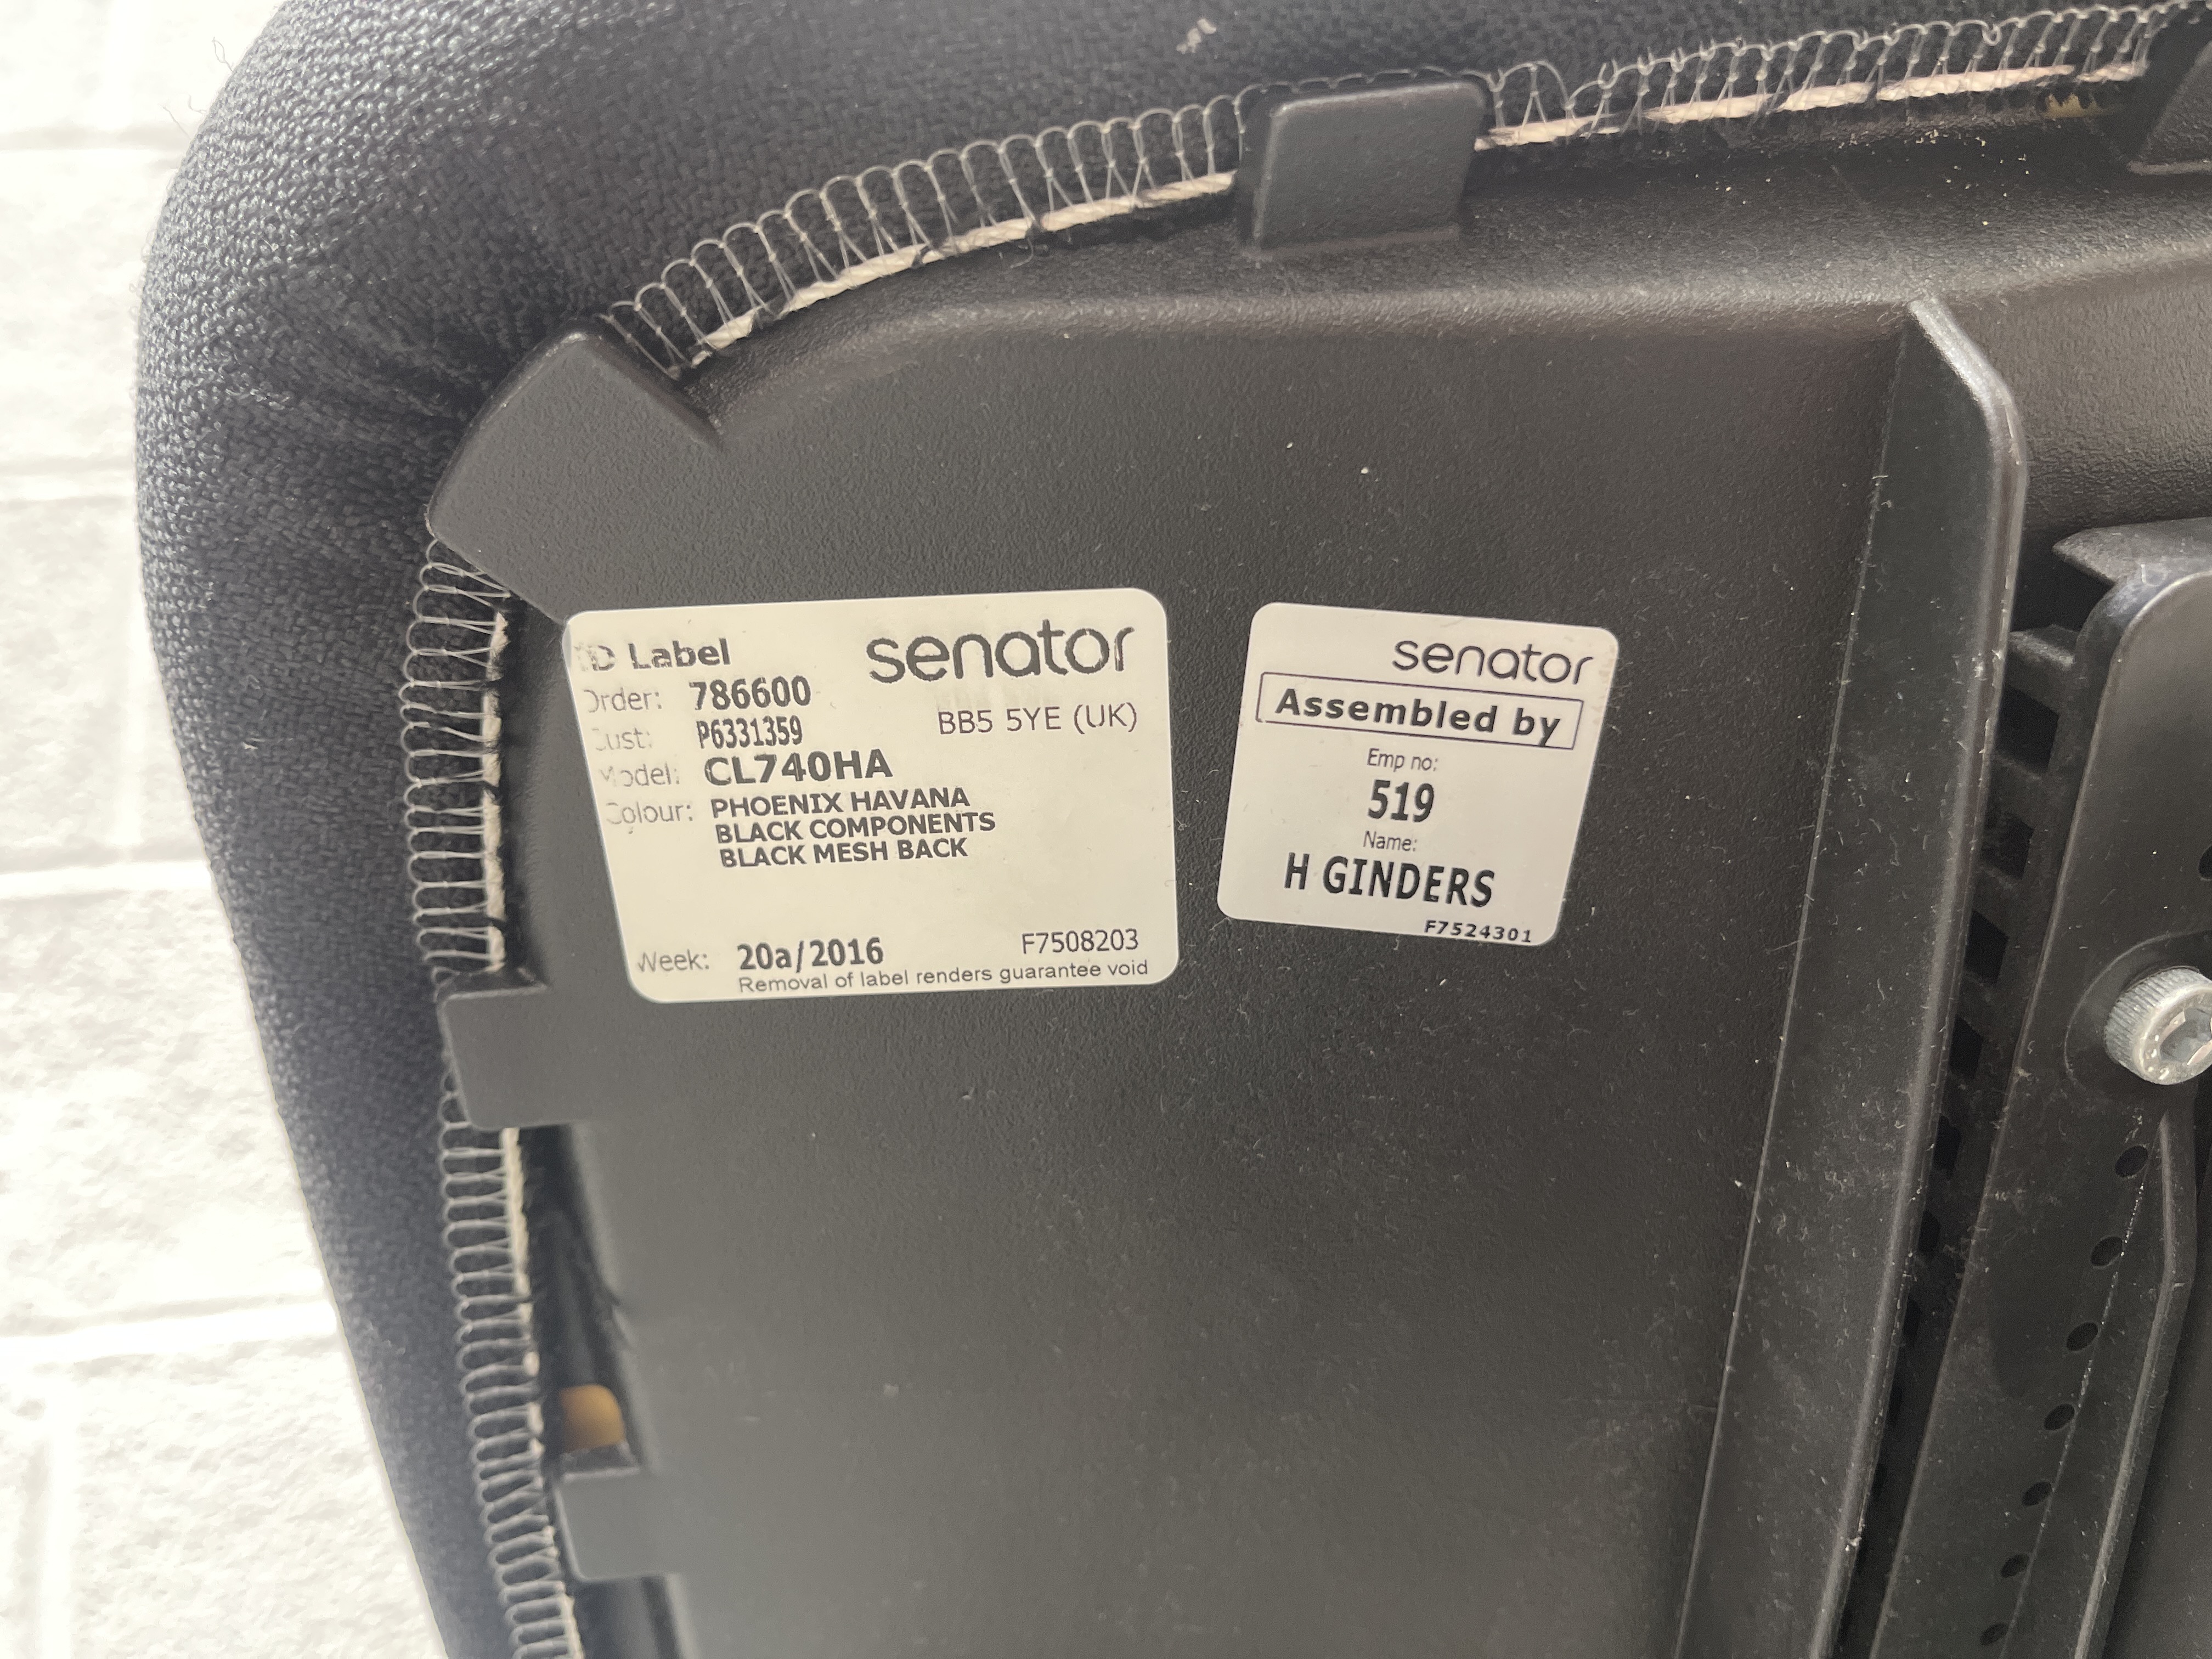 ID Label
senator
Order: 786600
BB5 5YE (UK)
Cust: P6331359
Model: CL740HA
Colour: PHOENIX HAVANA
BLACK COMPONENTS
BLACK MESH BACK
Week: 20a/2016
F7508203
Removal of label renders guarantee void
senator
Assembled by
Emp no:
519
Name:
H GINDERS
F7524301